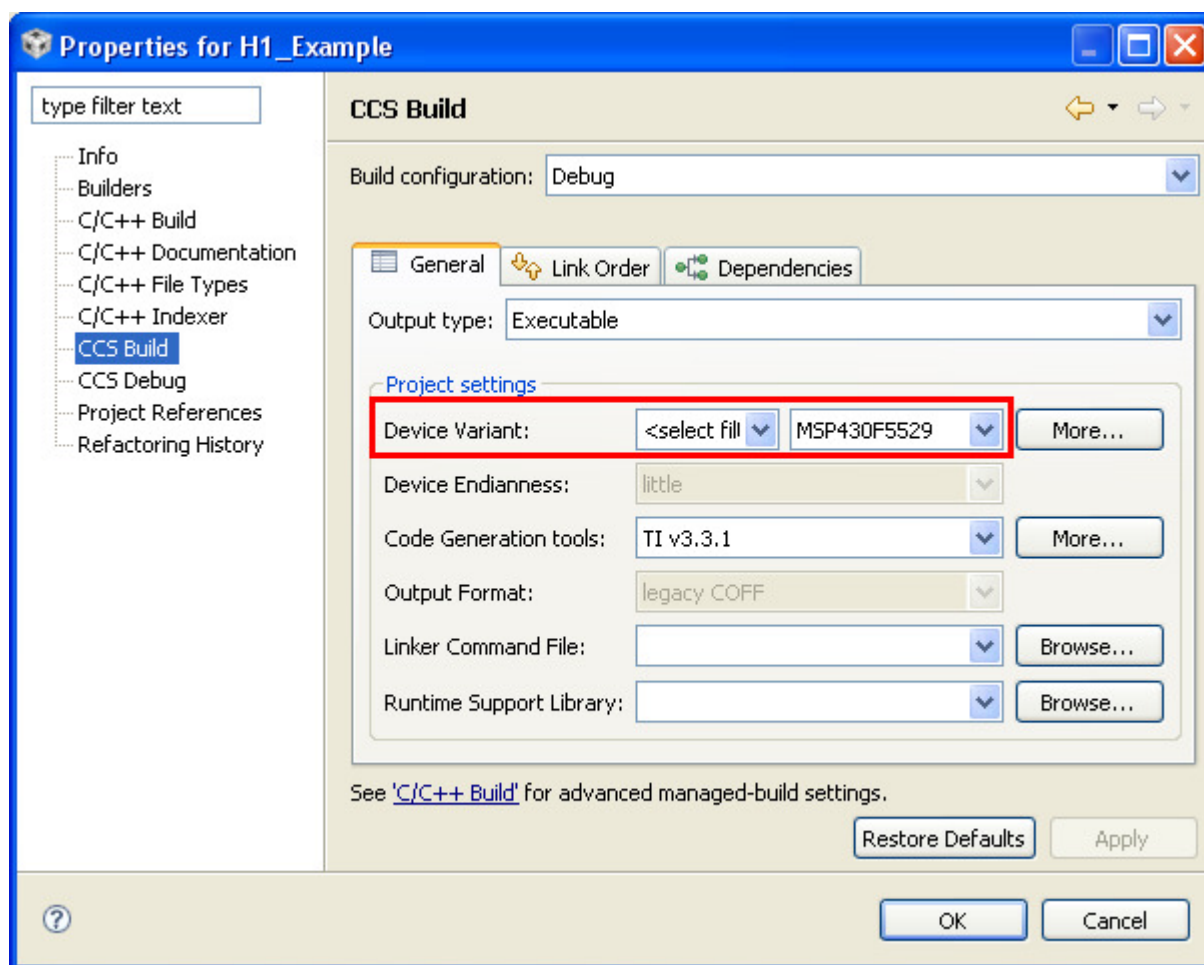 Properties for H1_Example
type filter text
Info
Builders
C/C++ Build
C/C++ Documentation
C/C++ File Types
C/C++ Indexer
CCS Build
CCS Debug
Project References
Refactoring History
CCS Build
Build configuration: Debug
General Link Order Dependencies
Output type: Executable
Project settings
Device Variant: <select fil MSP430F5529 More...
Device Endianness: little
Code Generation tools: TI v3.3.1 More...
Output Format: legacy COFF
Linker Command File: Browse...
Runtime Support Library: Browse...
See 'C/C++ Build' for advanced managed-build settings.
Restore Defaults Apply
? OK Cancel